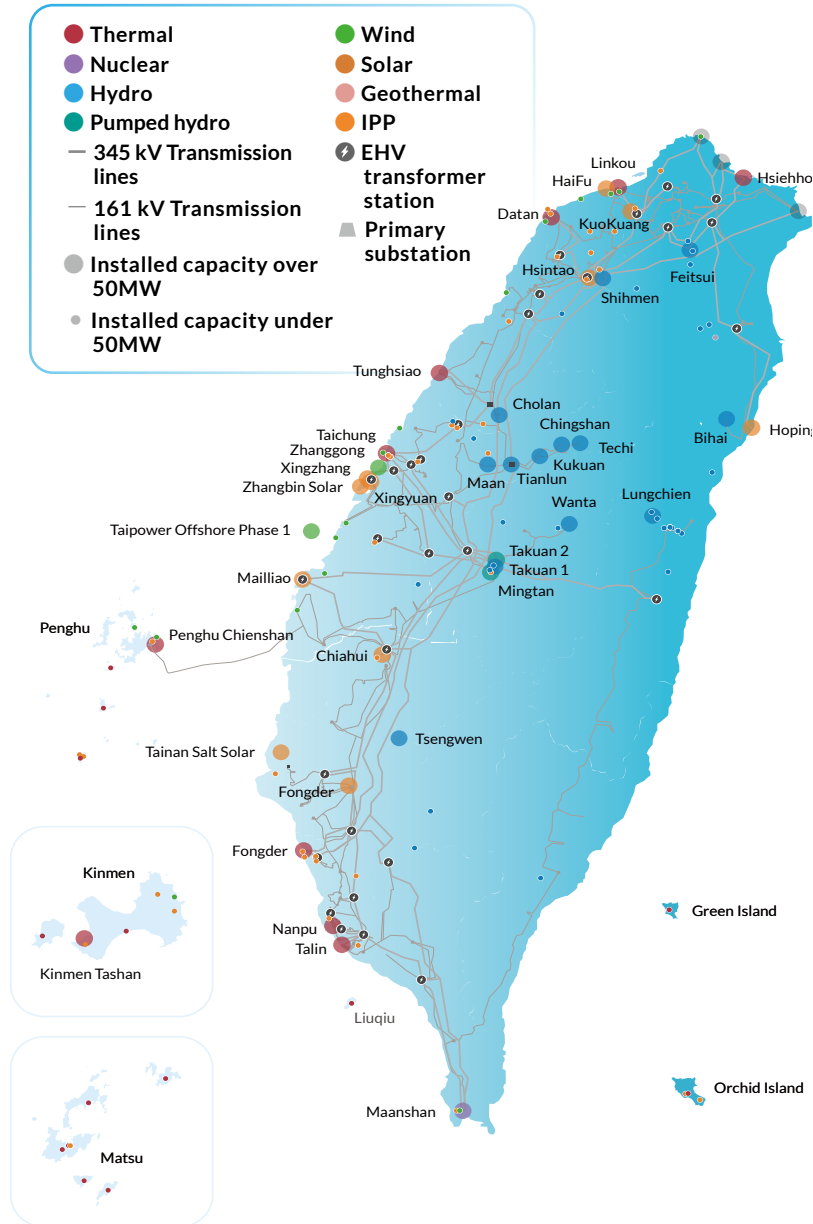 Thermal
Nuclear
Hydro
Pumped hydro
345 kV Transmission
lines
161 kV Transmission
lines
Installed capacity over
50MW
Installed capacity under
50MW
Wind
Solar
Geothermal
IPP
EHV
transformer
station
Primary
substation
Linkou
HaiFu
Hsiehho
Datan
KuoKuang
Hsintao
Feitsui
Shihmen
Tunghsiao
Cholan
Chingshan
Bihai
Hoping
Taichung
Techi
Zhanggong
Kukuan
Xingzhang
Maan
Tianlun
Zhangbin Solar
Xingyuan
Lungchien
Wanta
Taipower Offshore Phase 1
Takuan 2
Takuan 1
Mailliao
Mingtan
Penghu
Penghu Chienshan
Chiahui
Tsengwen
Tainan Salt Solar
Fongder
Fongder
Kinmen
Green Island
Nanpu
Talin
Kinmen Tashan
Liuqiu
Orchid Island
Maanshan
Matsu